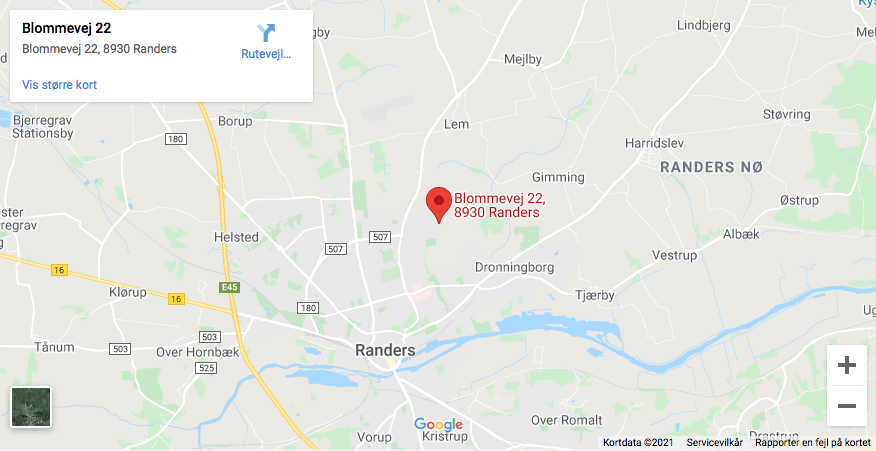 Blommevej 22
Blommevej 22, 8930 Randers
Rutevejl...
Vis større kort
Lindbjerg
Mejlby
Bjerregrav
Stationsby
Borup
180
Lem
Støvring
Harridslev
RANDERS NØ
Gimming
Blommevej 22,
8930 Randers
Østrup
Helsted
507
507
Albæk
Vestrup
Dronningborg
16
Klørup
16
E45
180
Tjærby
503
Tånum
503
Over Hornbæk
525
Randers
Google
Over Romalt
Vorup
Kristrup
Drastrup
Kortdata ©2021
Servicevilkår
Rapporter en fejl på kortet